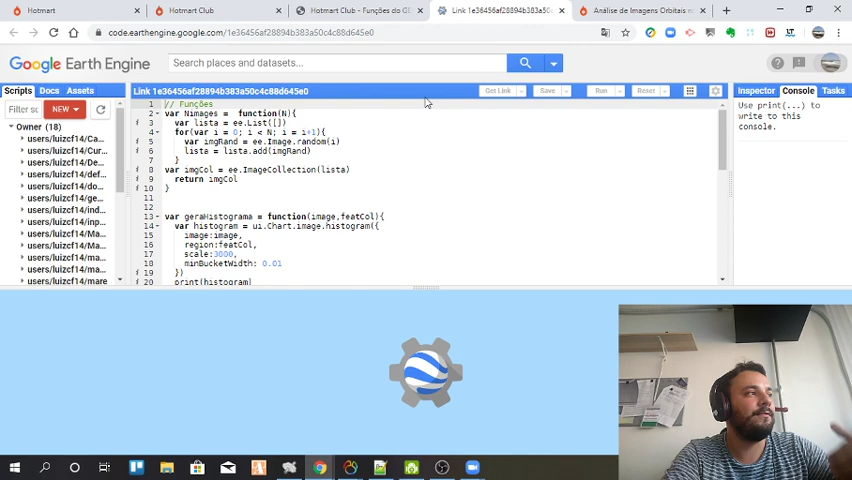 Hotmart
Hotmart Club
Hotmart Club - Funções do GE
Link 1e36456af28894b383a50
Análise de Imagens Orbitais n
code.earthengine.google.com/1e36456af28894b383a50c4c88d645e0
Google Earth Engine
Search places and datasets...
Scripts Docs Assets
Link 1e36456af28894b383a50c4c88d645e0
Get Link Save Run Reset
Inspector Console Tasks
Filter sc NEW
Owner (18)
users/luizcf14/Ca...
users/luizcf14/Cur...
users/luizcf14/De...
users/luizcf14/def...
users/luizcf14/do...
users/luizcf14/ge...
users/luizcf14/ind...
users/luizcf14/inp...
users/luizcf14/Ma...
users/luizcf14/ma...
users/luizcf14/ma...
users/luizcf14/mare
1 // Funções
2 var Nimages = function(N){
3 var lista = ee.List([])
4 for(var i = 0; i < N; i = i+1){
5 var imgRand = ee.Image.random(i)
6 lista = lista.add(imgRand)
7 }
8 var imgCol = ee.ImageCollection(lista)
9 return imgCol
10 }
11
12
13 var geraHistograma = function(image,featCol){
14 var histogram = ui.Chart.image.histogram({
15 image:image,
16 region:featCol,
17 scale:3000,
18 minBucketWidth: 0.01
19 })
20 print(histogram)
Use print(...) to
write to this
console.